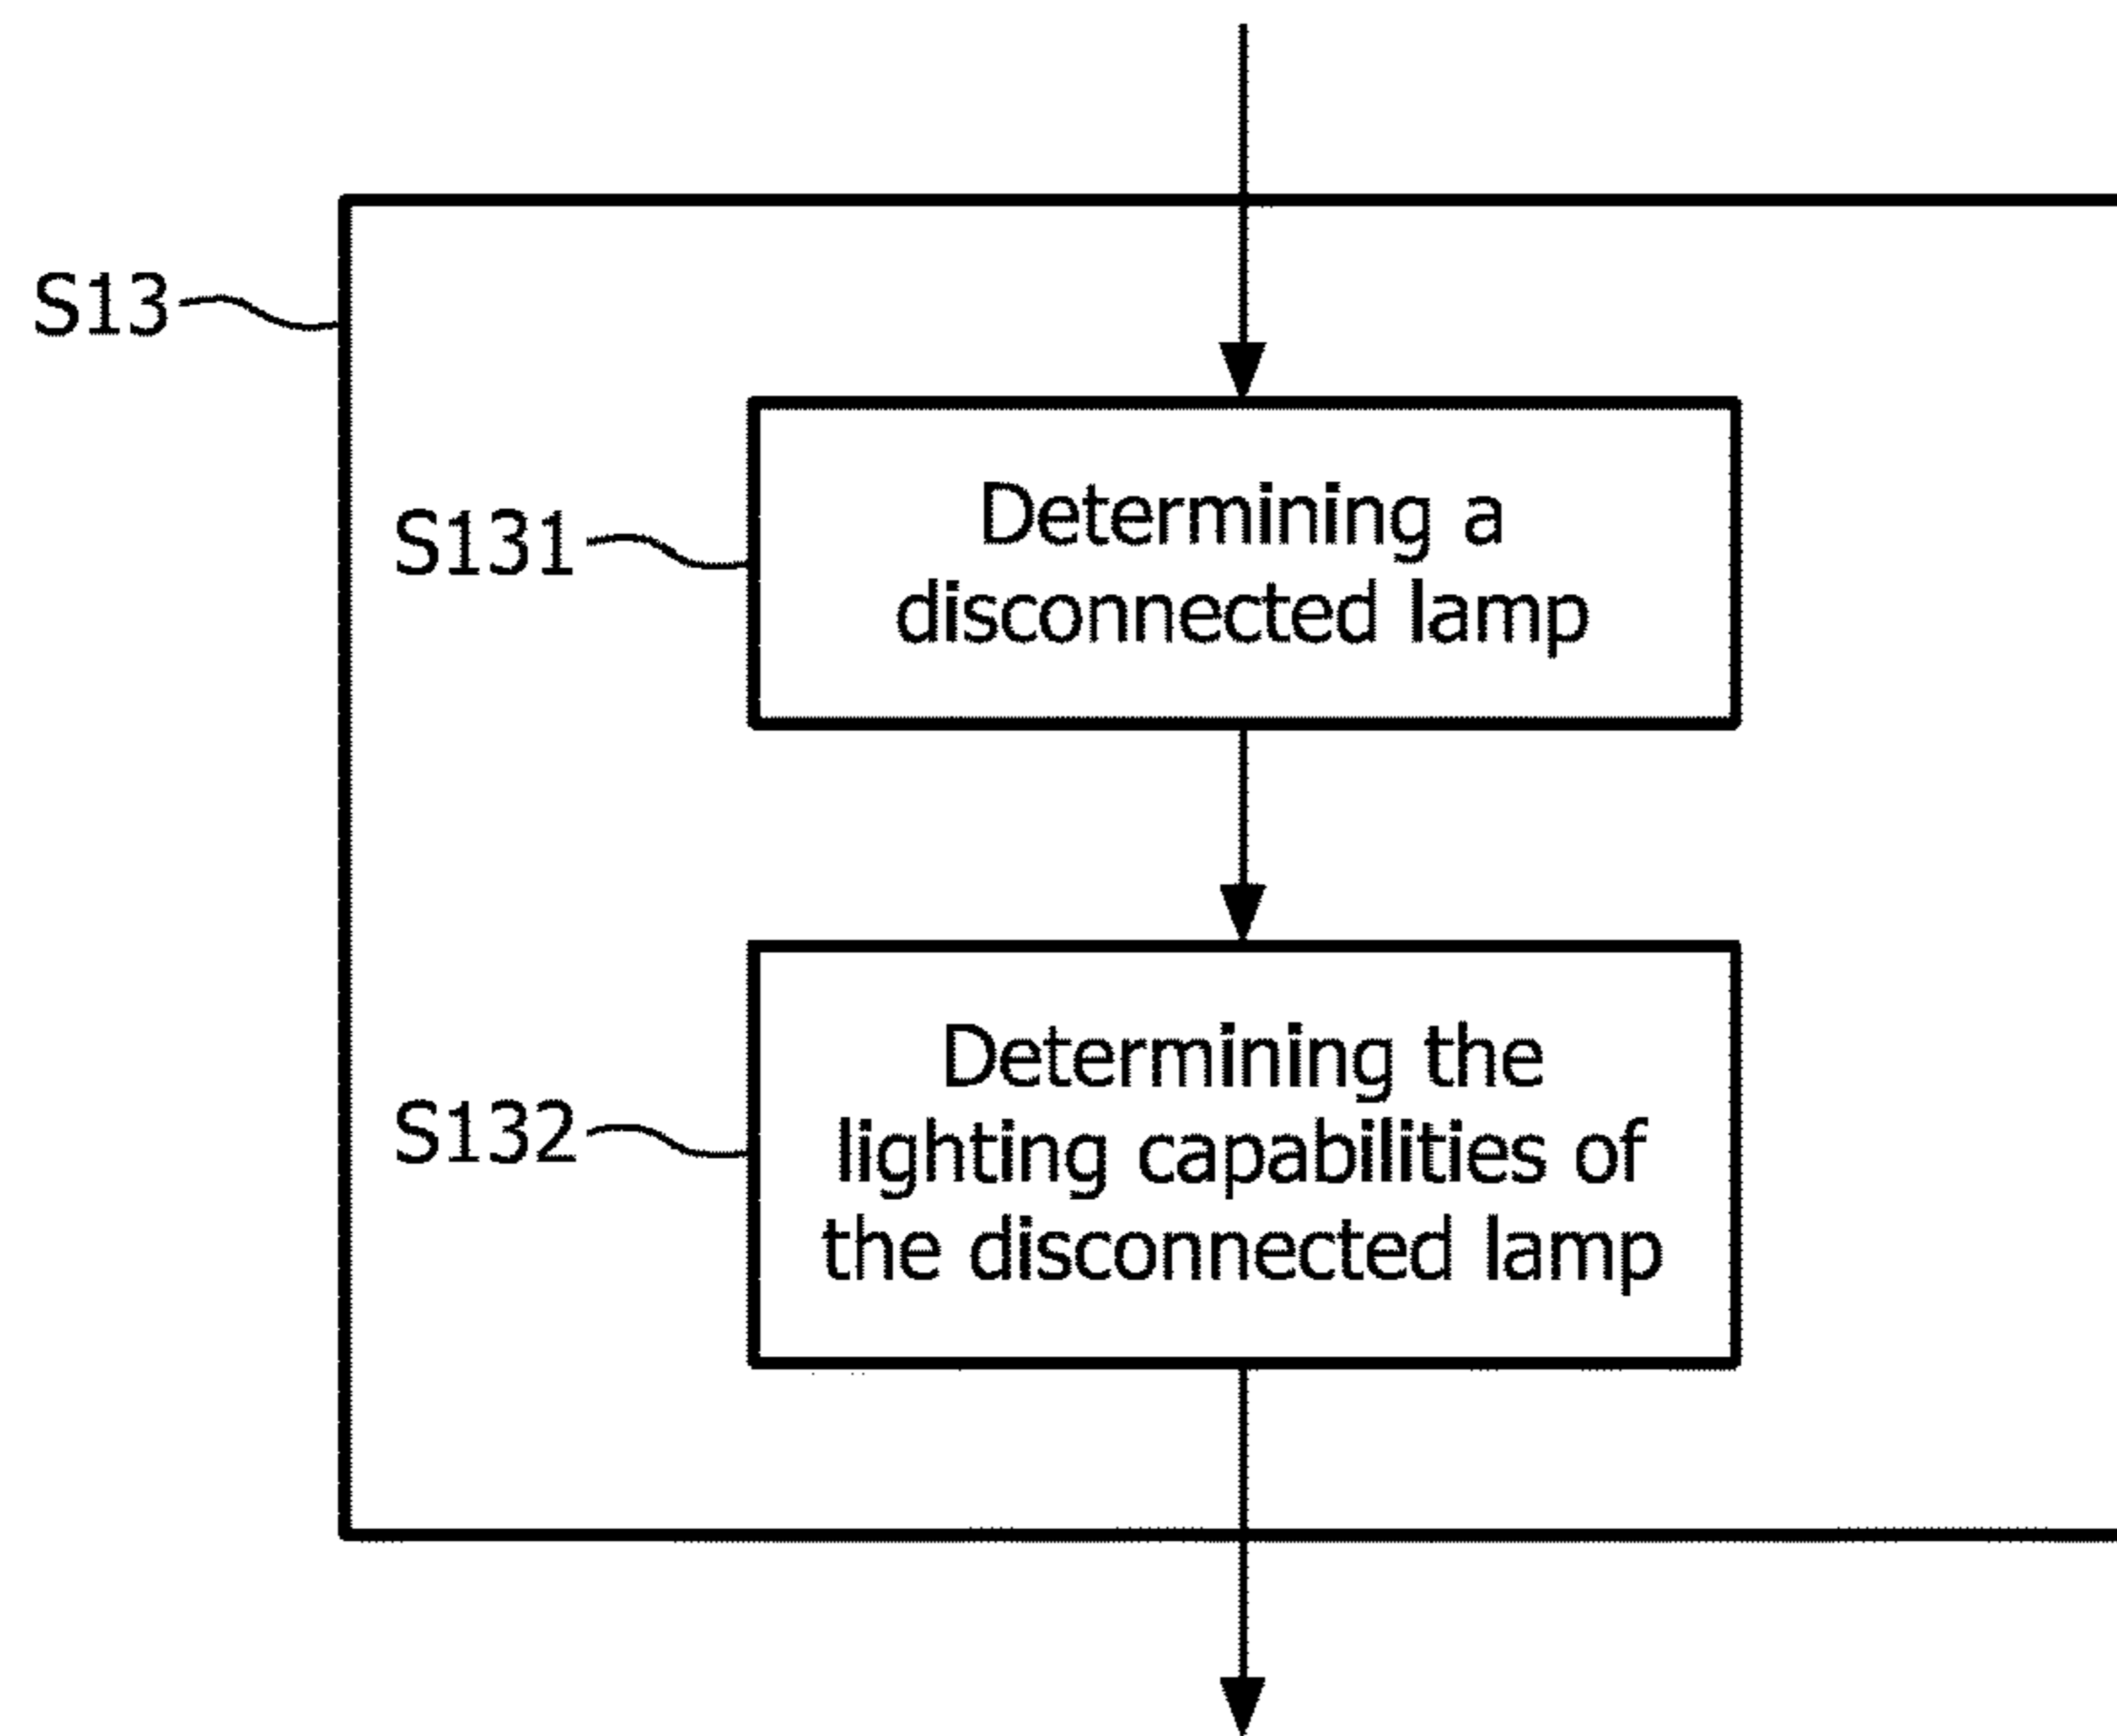 S13
S131
Determining a
disconnected lamp
S132
Determining the
lighting capabilities of
the disconnected lamp